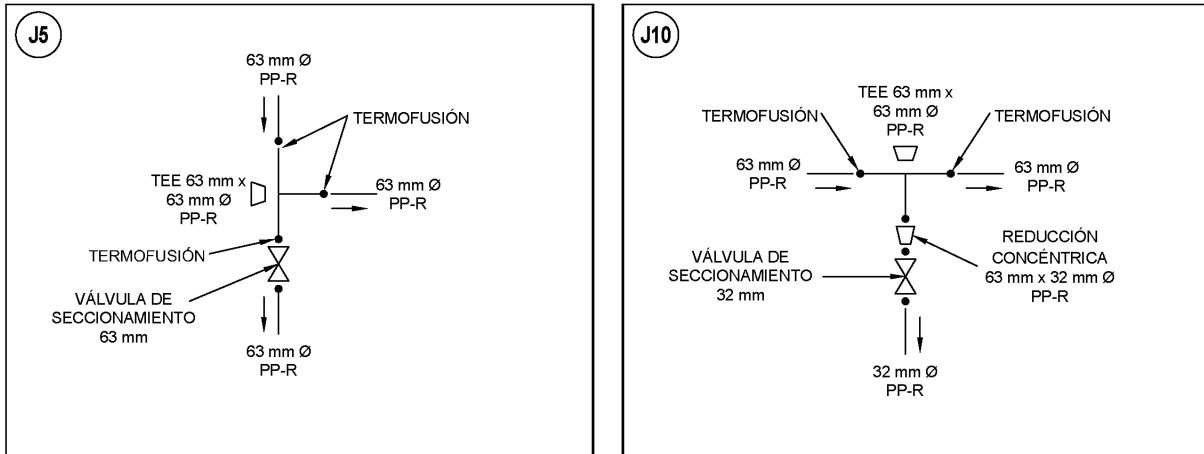 J5
63 mm Ø
PP-R
TERMOFUSIÓN
TEE 63 mm x
63 mm Ø
PP-R
63 mm Ø
PP-R
TERMOFUSIÓN
VÁLVULA DE
SECCIONAMIENTO
63 mm
63 mm Ø
PP-R
J10
TEE 63 mm x
63 mm Ø
PP-R
TERMOFUSIÓN
TERMOFUSIÓN
63 mm Ø
PP-R
63 mm Ø
PP-R
VÁLVULA DE
SECCIONAMIENTO
32 mm
REDUCCIÓN
CONCÉNTRICA
63 mm x 32 mm Ø
PP-R
32 mm Ø
PP-R